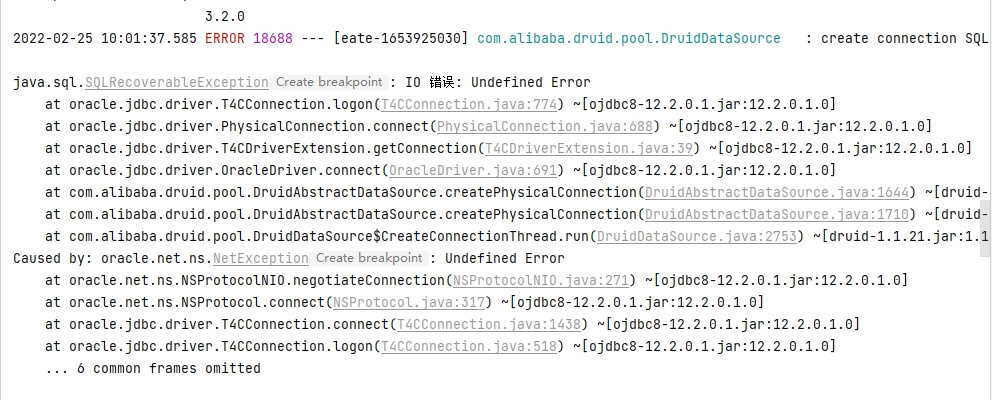 3.2.0
2022-02-25 10:01:37.585 ERROR 18688 --- [eate-1653925030] com.alibaba.druid.pool.DruidDataSource   : create connection SQL
java.sql.SQLRecoverableException Create breakpoint : IO 错误: Undefined Error
at oracle.jdbc.driver.T4CConnection.logon(T4CConnection.java:774) ~[ojdbc8-12.2.0.1.jar:12.2.0.1.0]
at oracle.jdbc.driver.PhysicalConnection.connect(PhysicalConnection.java:688) ~[ojdbc8-12.2.0.1.jar:12.2.0.1.0]
at oracle.jdbc.driver.T4CDriverExtension.getConnection(T4CDriverExtension.java:39) ~[ojdbc8-12.2.0.1.jar:12.2.0.1.0]
at oracle.jdbc.driver.OracleDriver.connect(OracleDriver.java:691) ~[ojdbc8-12.2.0.1.jar:12.2.0.1.0]
at com.alibaba.druid.pool.DruidAbstractDataSource.createPhysicalConnection(DruidAbstractDataSource.java:1644) ~[druid-
at com.alibaba.druid.pool.DruidAbstractDataSource.createPhysicalConnection(DruidAbstractDataSource.java:1710) ~[druid-
at com.alibaba.druid.pool.DruidDataSource$CreateConnectionThread.run(DruidDataSource.java:2753) ~[druid-1.1.21.jar:1.1
Caused by: oracle.net.ns.NetException Create breakpoint : Undefined Error
at oracle.net.ns.NSProtocolNIO.negotiateConnection(NSProtocolNIO.java:271) ~[ojdbc8-12.2.0.1.jar:12.2.0.1.0]
at oracle.net.ns.NSProtocol.connect(NSProtocol.java:317) ~[ojdbc8-12.2.0.1.jar:12.2.0.1.0]
at oracle.jdbc.driver.T4CConnection.connect(T4CConnection.java:1438) ~[ojdbc8-12.2.0.1.jar:12.2.0.1.0]
at oracle.jdbc.driver.T4CConnection.logon(T4CConnection.java:518) ~[ojdbc8-12.2.0.1.jar:12.2.0.1.0]
... 6 common frames omitted